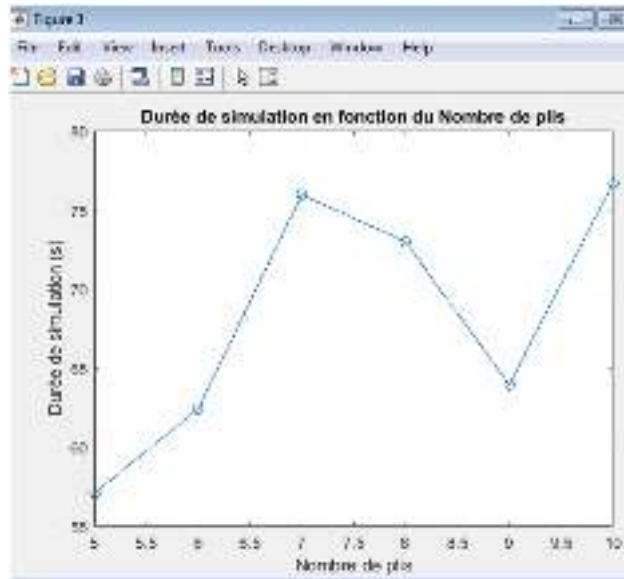 Figure 1
File Edit View Insert Tools Desktop Window Help
Durée de simulation en fonction du Nombre de plis
80
75
70
65
60
55
Durée de simulation [s]
5 5.5 6 6.5 7 7.5 8 8.5 9 9.5 10
Nombre de plis